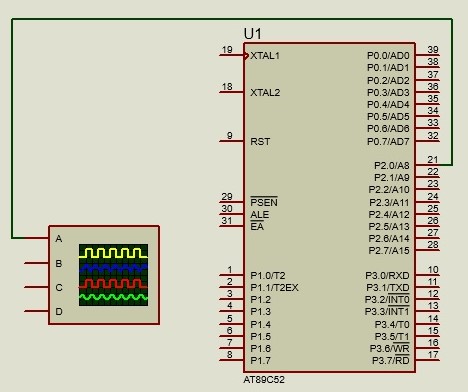 U1
19 XTAL1 P0.0/AD0 39
P0.1/AD1 38
P0.2/AD2 37
18 XTAL2 P0.3/AD3 36
P0.4/AD4 35
P0.5/AD5 34
P0.6/AD6 33
9 RST P0.7/AD7 32
P2.0/A8 21
P2.1/A9 22
P2.2/A10 23
29 PSEN P2.3/A11 24
30 ALE P2.4/A12 25
31 EA P2.5/A13 26
P2.6/A14 27
P2.7/A15 28
1 P1.0/T2 P3.0/RXD 10
2 P1.1/T2EX P3.1/TXD 11
3 P1.2 P3.2/INT0 12
4 P1.3 P3.3/INT1 13
5 P1.4 P3.4/T0 14
6 P1.5 P3.5/T1 15
7 P1.6 P3.6/WR 16
8 P1.7 P3.7/RD 17
AT89C52
A
B
C
D